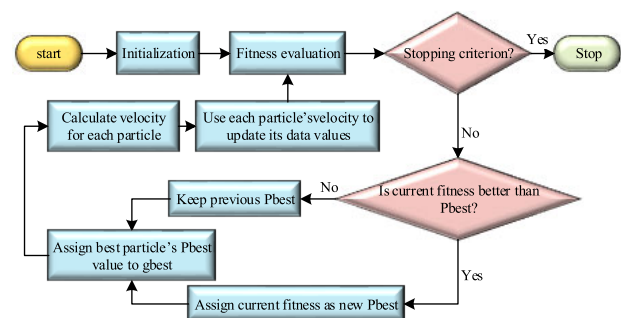 start
Initialization
Fitness evaluation
Stopping criterion?
Yes
Stop
Calculate velocity
for each particle
Use each particle'svelocity to
update its data values
No
Is current fitness better than
Pbest?
No
Keep previous Pbest
Assign best particle's Pbest
value to gbest
Yes
Assign current fitness as new Pbest